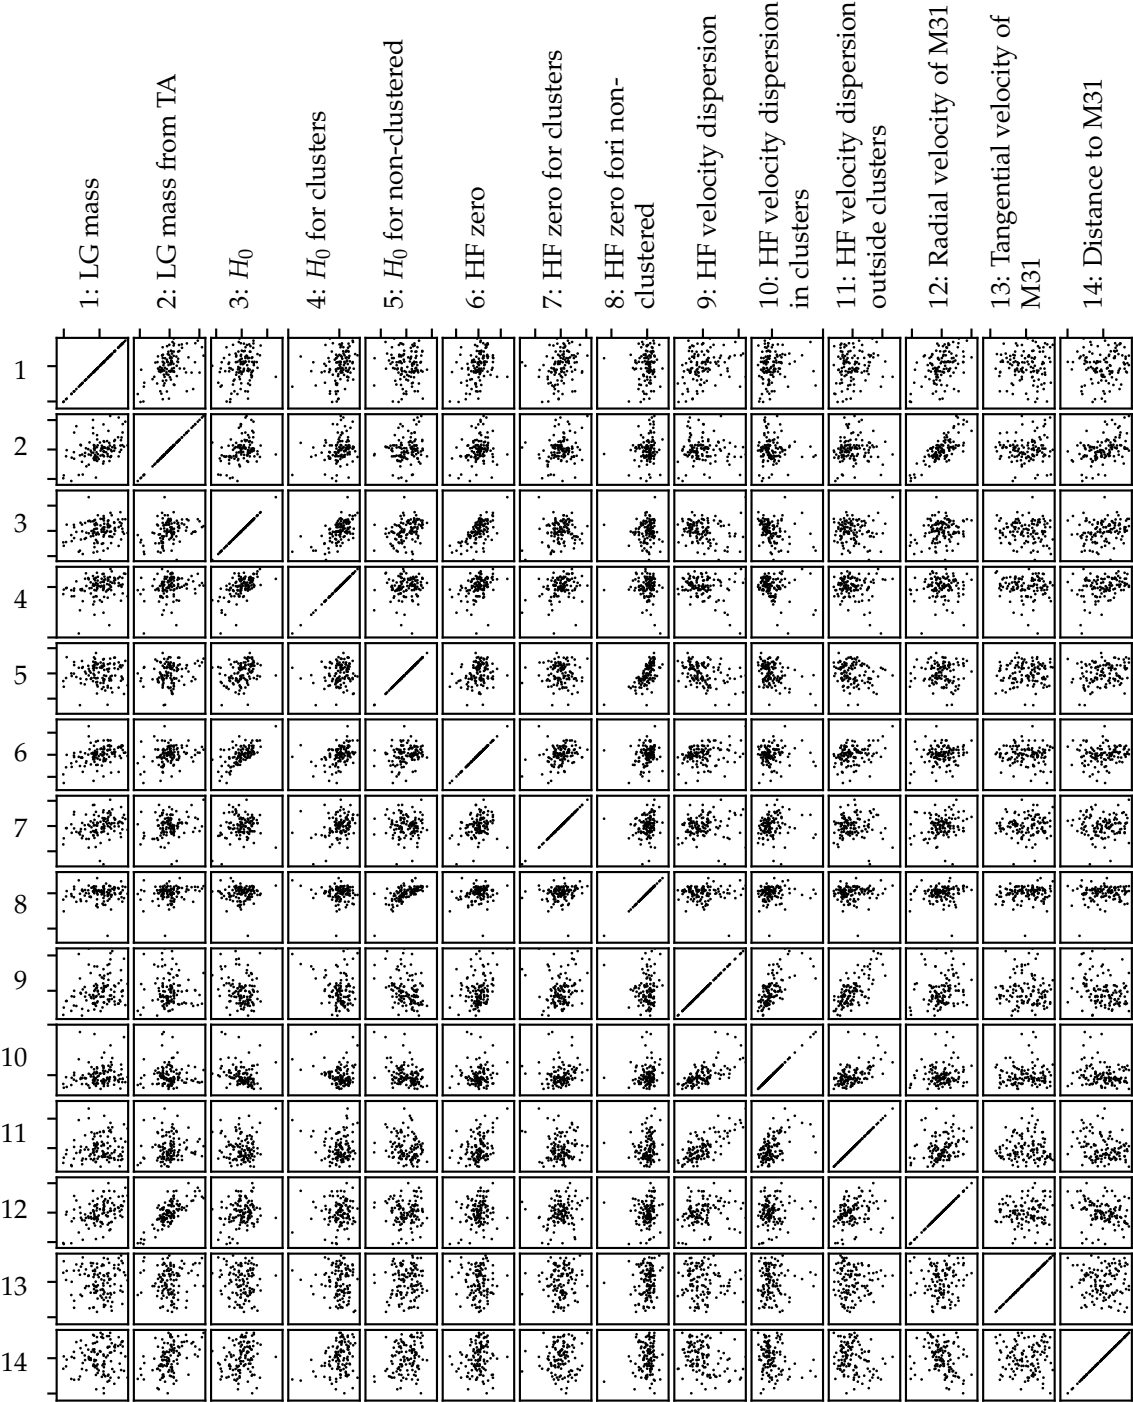 1: LG mass
2: LG mass from TA
3: H₀
4: H₀ for clusters
5: H₀ for non-clustered
6: HF zero
7: HF zero for clusters
8: HF zero fori non-
clustered
9: HF velocity dispersion
10: HF velocity dispersion
in clusters
11: HF velocity dispersion
outside clusters
12: Radial velocity of M31
13: Tangential velocity of
M31
14: Distance to M31
1
2
3
4
5
6
7
8
9
10
11
12
13
14